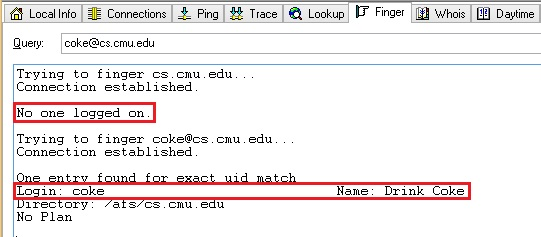 Local Info Connections Ping Trace Lookup Finger Whois Daytime
Query: coke@cs.cmu.edu
Trying to finger cs.cmu.edu...
Connection established.
No one logged on.
Trying to finger coke@cs.cmu.edu...
Connection established.
One entry found for exact uid match
Login: coke Name: Drink Coke
Directory: /afs/cs.cmu.edu
No Plan